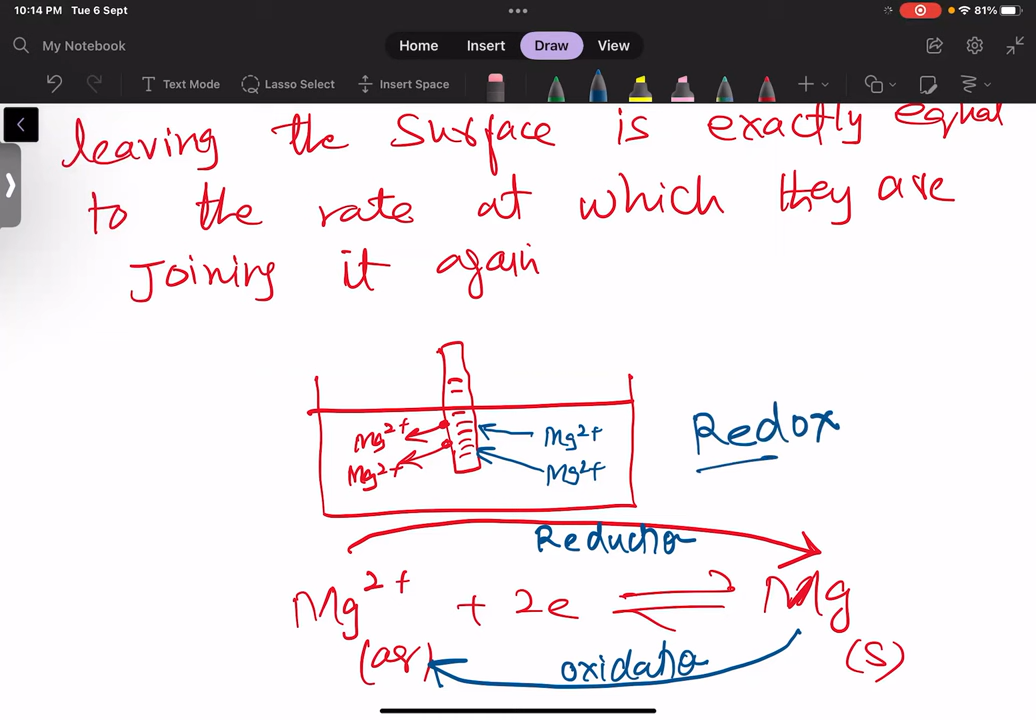 10:14 PM Tue 6 Sept 81%
My Notebook Home Insert Draw View
Text Mode Lasso Select Insert Space
leaving the surface is exactly equal
to the rate at which they are
Joining it again
Mg2+ Mg2+
Mg2+ Mg2+
Redox
Reduction
Mg2+ + 2e ⇌ Mg
(aq) oxidation (S)